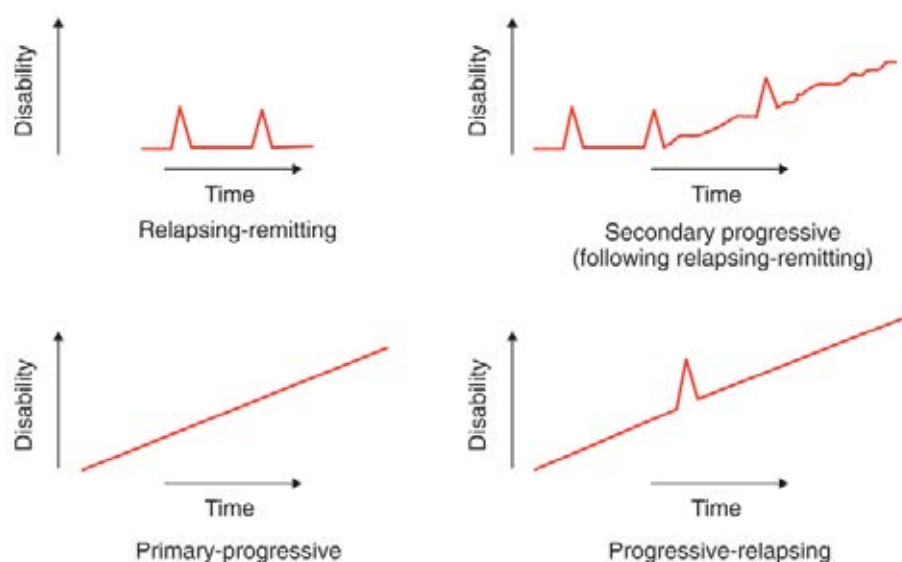 Disability
Time
Relapsing-remitting
Disability
Time
Secondary progressive
(following relapsing-remitting)
Disability
Time
Primary-progressive
Disability
Time
Progressive-relapsing